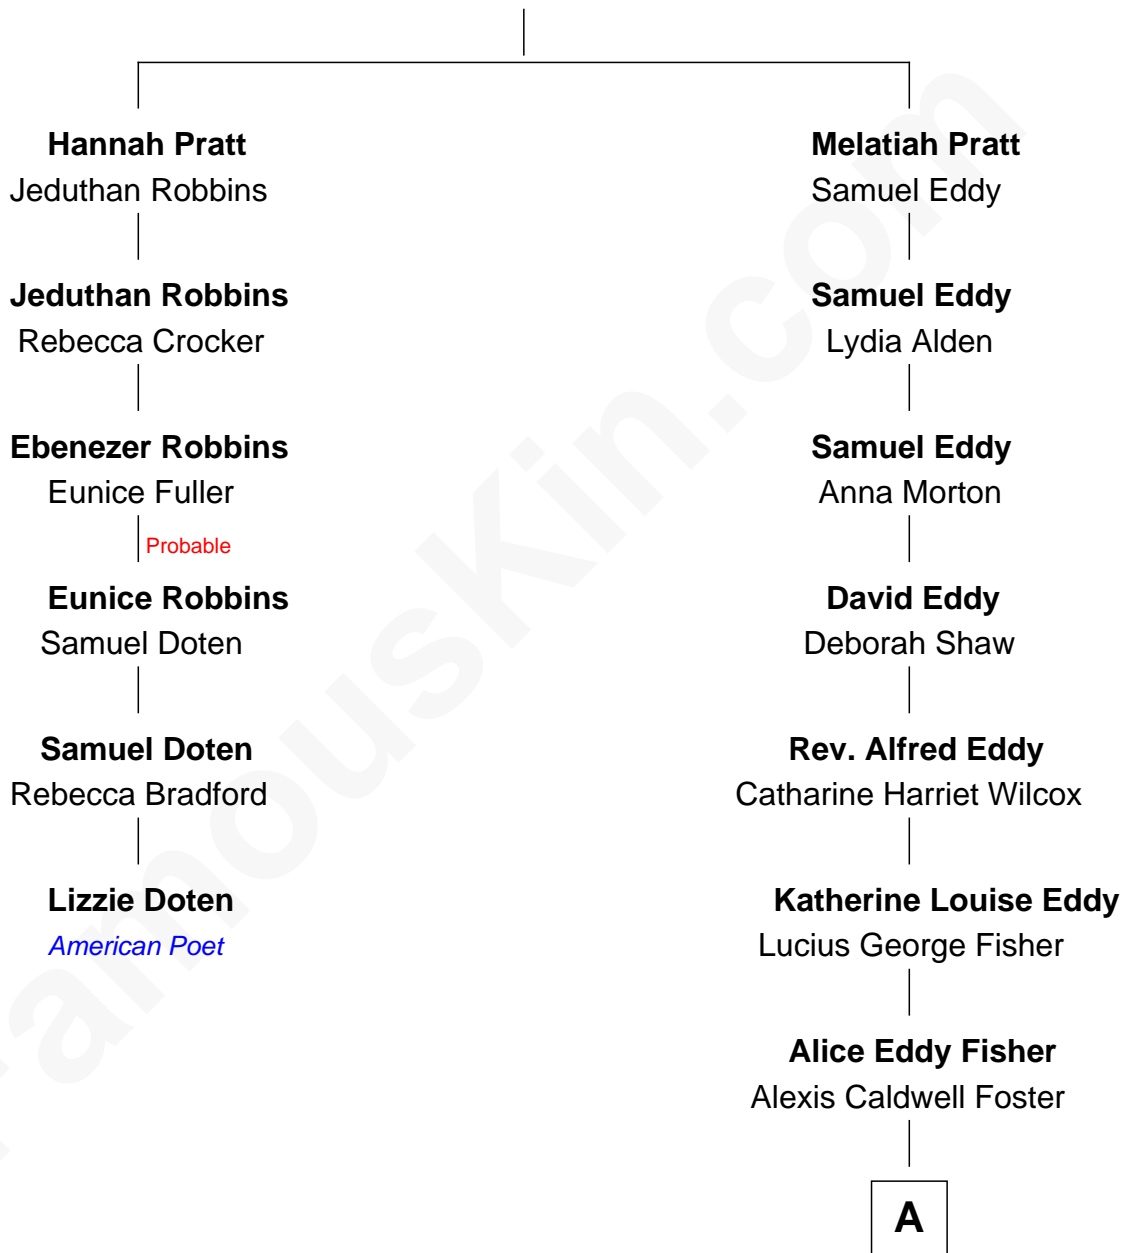 Hannah Pratt
Jeduthan Robbins
Jeduthan Robbins
Rebecca Crocker
Ebenezer Robbins
Eunice Fuller
Probable
Eunice Robbins
Samuel Doten
Samuel Doten
Rebecca Bradford
Lizzie Doten
American Poet
Melatiah Pratt
Samuel Eddy
Samuel Eddy
Lydia Alden
Samuel Eddy
Anna Morton
David Eddy
Deborah Shaw
Rev. Alfred Eddy
Catharine Harriet Wilcox
Katherine Louise Eddy
Lucius George Fisher
Alice Eddy Fisher
Alexis Caldwell Foster
A
FamousKin.com